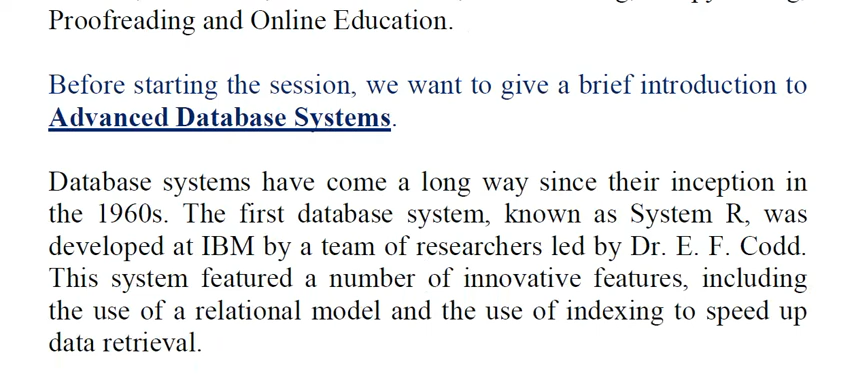 Proofreading and Online Education.
Before starting the session, we want to give a brief introduction to
Advanced Database Systems.
Database systems have come a long way since their inception in
the 1960s. The first database system, known as System R, was
developed at IBM by a team of researchers led by Dr. E. F. Codd.
This system featured a number of innovative features, including
the use of a relational model and the use of indexing to speed up
data retrieval.